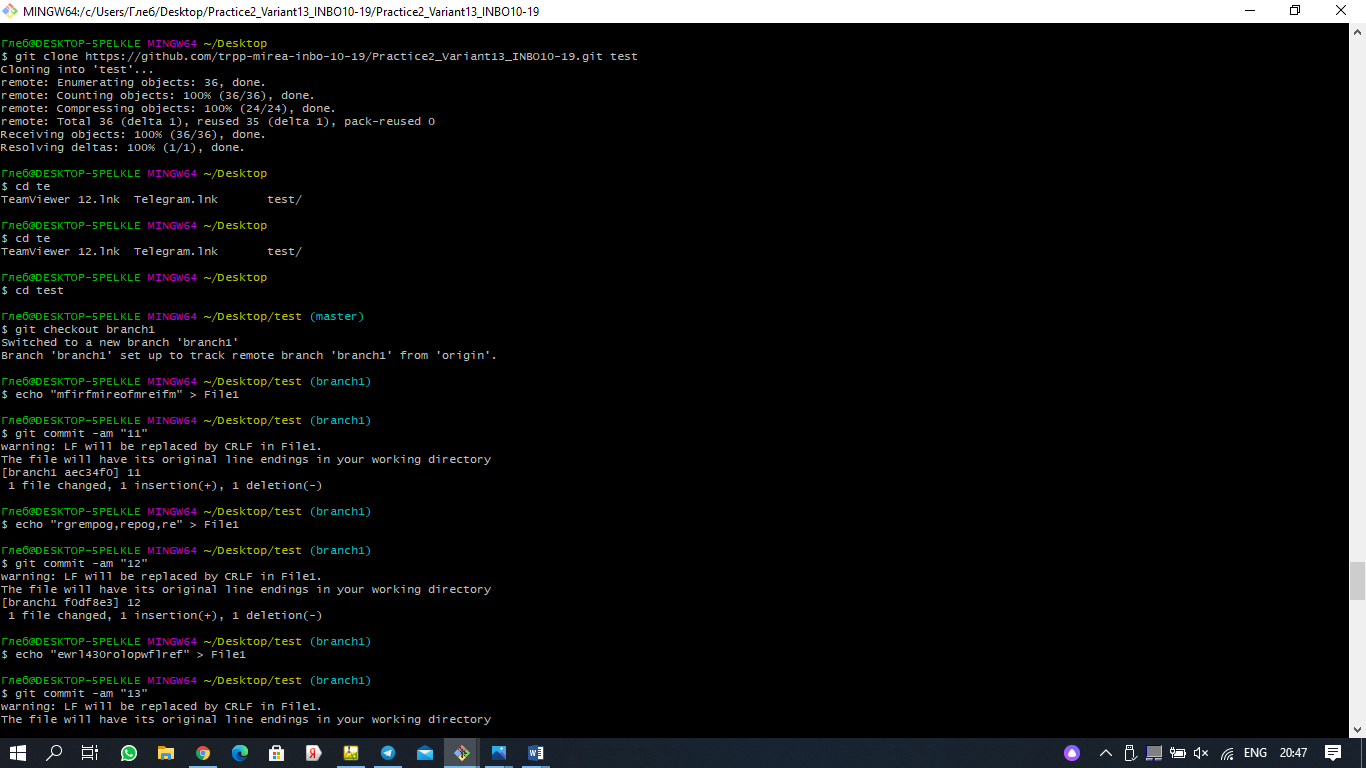 MINGW64:/c/Users/Глеб/Desktop/Practice2_Variant13_INBO10-19/Practice2_Variant13_INBO10-19
Глеб@DESKTOP-5PELKLE MINGW64 ~/Desktop
$ git clone https://github.com/trpp-mirea-inbo-10-19/Practice2_Variant13_INBO10-19.git test
Cloning into 'test'...
remote: Enumerating objects: 36, done.
remote: Counting objects: 100% (36/36), done.
remote: Compressing objects: 100% (24/24), done.
remote: Total 36 (delta 1), reused 35 (delta 1), pack-reused 0
Receiving objects: 100% (36/36), done.
Resolving deltas: 100% (1/1), done.
Глеб@DESKTOP-5PELKLE MINGW64 ~/Desktop
$ cd te
TeamViewer 12.lnk  Telegram.lnk       test/
Глеб@DESKTOP-5PELKLE MINGW64 ~/Desktop
$ cd te
TeamViewer 12.lnk  Telegram.lnk       test/
Глеб@DESKTOP-5PELKLE MINGW64 ~/Desktop
$ cd test
Глеб@DESKTOP-5PELKLE MINGW64 ~/Desktop/test (master)
$ git checkout branch1
Switched to a new branch 'branch1'
Branch 'branch1' set up to track remote branch 'branch1' from 'origin'.
Глеб@DESKTOP-5PELKLE MINGW64 ~/Desktop/test (branch1)
$ echo "mfirfmireofmreifm" > File1
Глеб@DESKTOP-5PELKLE MINGW64 ~/Desktop/test (branch1)
$ git commit -am "11"
warning: LF will be replaced by CRLF in File1.
The file will have its original line endings in your working directory
[branch1 aec34f0] 11
 1 file changed, 1 insertion(+), 1 deletion(-)
Глеб@DESKTOP-5PELKLE MINGW64 ~/Desktop/test (branch1)
$ echo "rgrempog,repog,re" > File1
Глеб@DESKTOP-5PELKLE MINGW64 ~/Desktop/test (branch1)
$ git commit -am "12"
warning: LF will be replaced by CRLF in File1.
The file will have its original line endings in your working directory
[branch1 f0df8e3] 12
 1 file changed, 1 insertion(+), 1 deletion(-)
Глеб@DESKTOP-5PELKLE MINGW64 ~/Desktop/test (branch1)
$ echo "ewrl430rolopwflref" > File1
Глеб@DESKTOP-5PELKLE MINGW64 ~/Desktop/test (branch1)
$ git commit -am "13"
warning: LF will be replaced by CRLF in File1.
The file will have its original line endings in your working directory
ENG 20:47